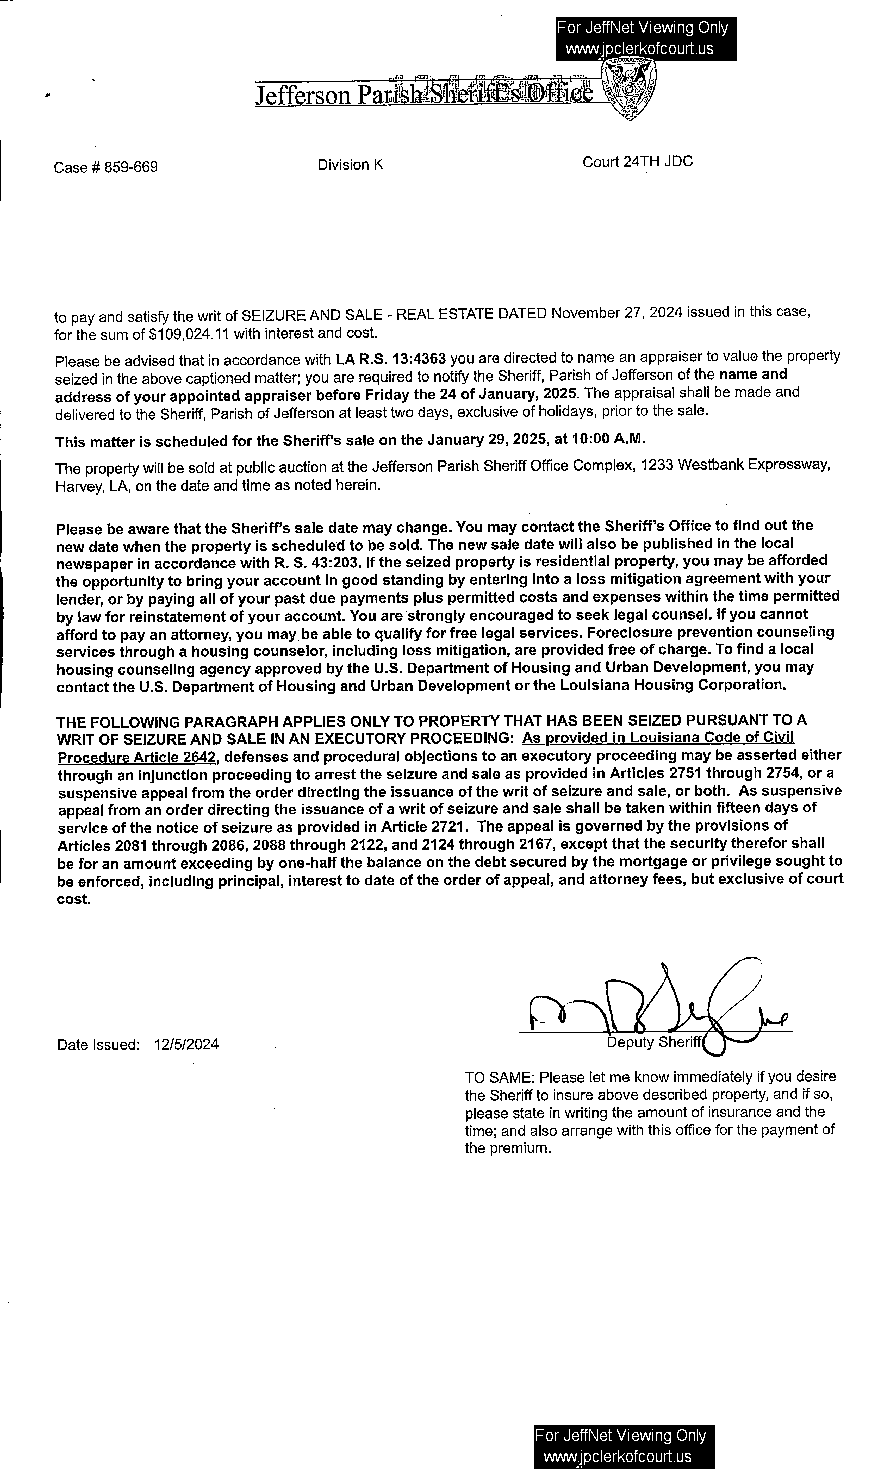 For JeffNet Viewing Only
www.jpclerkofcourt.us
Jefferson Parish Sheriff's Office
Case # 859-669 Division K Court 24TH JDC
to pay and satisfy the writ of SEIZURE AND SALE - REAL ESTATE DATED November 27, 2024 issued in this case,
for the sum of $109,024.11 with interest and cost.
Please be advised that in accordance with LA R.S. 13:4363 you are directed to name an appraiser to value the property
seized in the above captioned matter; you are required to notify the Sheriff, Parish of Jefferson of the name and
address of your appointed appraiser before Friday the 24 of January, 2025. The appraisal shall be made and
delivered to the Sheriff, Parish of Jefferson at least two days, exclusive of holidays, prior to the sale.
This matter is scheduled for the Sheriff's sale on the January 29, 2025, at 10:00 A.M.
The property will be sold at public auction at the Jefferson Parish Sheriff Office Complex, 1233 Westbank Expressway,
Harvey, LA, on the date and time as noted herein.
Please be aware that the Sheriff's sale date may change. You may contact the Sheriff's Office to find out the
new date when the property is scheduled to be sold. The new sale date will also be published in the local
newspaper in accordance with R. S. 43:203. If the seized property is residential property, you may be afforded
the opportunity to bring your account in good standing by entering into a loss mitigation agreement with your
lender, or by paying all of your past due payments plus permitted costs and expenses within the time permitted
by law for reinstatement of your account. You are strongly encouraged to seek legal counsel. If you cannot
afford to pay an attorney, you may be able to qualify for free legal services. Foreclosure prevention counseling
services through a housing counselor, including loss mitigation, are provided free of charge. To find a local
housing counseling agency approved by the U.S. Department of Housing and Urban Development, you may
contact the U.S. Department of Housing and Urban Development or the Louisiana Housing Corporation.
THE FOLLOWING PARAGRAPH APPLIES ONLY TO PROPERTY THAT HAS BEEN SEIZED PURSUANT TO A
WRIT OF SEIZURE AND SALE IN AN EXECUTORY PROCEEDING: As provided in Louisiana Code of Civil
Procedure Article 2642, defenses and procedural objections to an executory proceeding may be asserted either
through an injunction proceeding to arrest the seizure and sale as provided in Articles 2751 through 2754, or a
suspensive appeal from the order directing the issuance of the writ of seizure and sale, or both. As suspensive
appeal from an order directing the issuance of a writ of seizure and sale shall be taken within fifteen days of
service of the notice of seizure as provided in Article 2721. The appeal is governed by the provisions of
Articles 2081 through 2086, 2088 through 2122, and 2124 through 2167, except that the security therefor shall
be for an amount exceeding by one-half the balance on the debt secured by the mortgage or privilege sought to
be enforced, including principal, interest to date of the order of appeal, and attorney fees, but exclusive of court
cost.
Date Issued: 12/5/2024
Deputy Sheriff
TO SAME: Please let me know immediately if you desire
the Sheriff to insure above described property, and if so,
please state in writing the amount of insurance and the
time; and also arrange with this office for the payment of
the premium.
For JeffNet Viewing Only
www.jpclerkofcourt.us